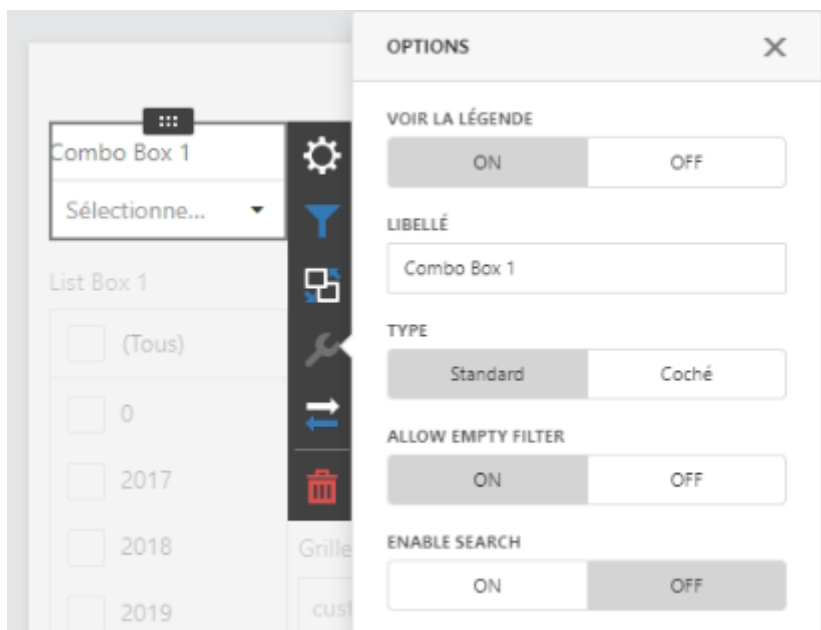 OPTIONS
VOIR LA LÉGENDE
ON OFF
LIBELLÉ
Combo Box 1
TYPE
Standard Coché
ALLOW EMPTY FILTER
ON OFF
ENABLE SEARCH
ON OFF
Combo Box 1
Sélectionne...
List Box 1
(Tous)
0
2017
2018
2019
Grille
cust